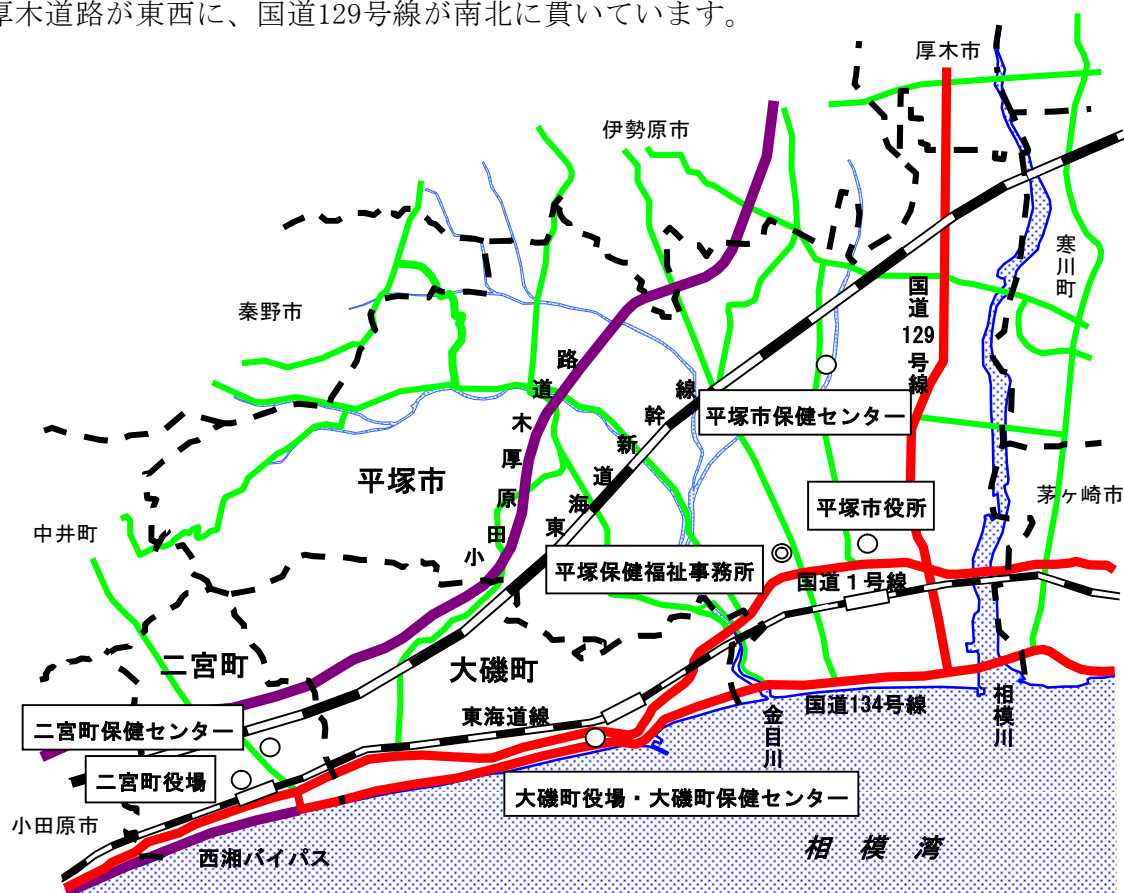 厚木道路が東西に、国道129号線が南北に貫いています。
厚木市
伊勢原市
寒川町
秦野市
国道129号線
小田原厚木道路
東海道新幹線
平塚市保健センター
平塚市
平塚市役所
茅ヶ崎市
中井町
平塚保健福祉事務所
国道１号線
二宮町
大磯町
東海道線
国道134号線
金目川
相模川
二宮町保健センター
二宮町役場
大磯町役場・大磯町保健センター
小田原市
西湘バイパス
相模湾